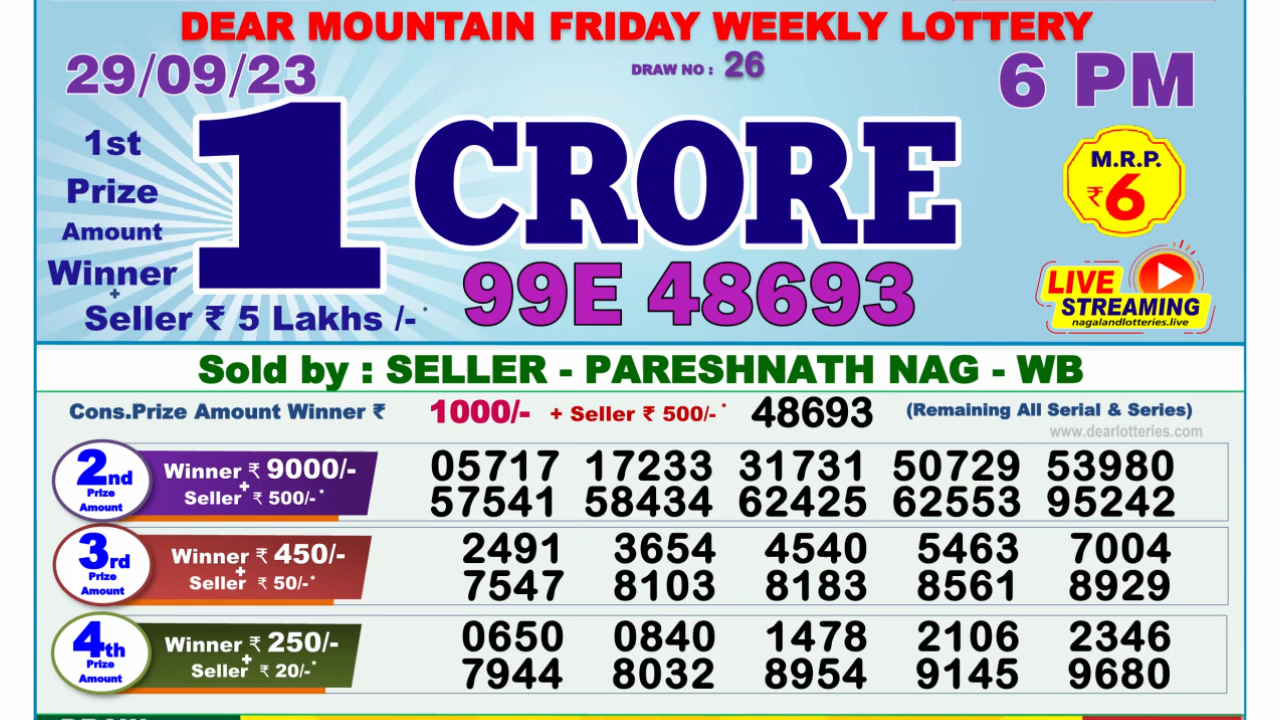 DEAR MOUNTAIN FRIDAY WEEKLY LOTTERY
29/09/23
DRAW NO : 26
6 PM
1st
Prize
Amount
Winner
+
Seller ₹ 5 Lakhs /-*
1 CRORE
99E 48693
M.R.P.
₹6
LIVE
STREAMING
nagalandlotteries.live
Sold by : SELLER - PARESHNATH NAG - WB
Cons.Prize Amount Winner ₹ 1000/- + Seller ₹ 500/-* 48693 (Remaining All Serial & Series)
www.dearlotteries.com
2nd
Prize
Amount
Winner ₹ 9000/-
+
Seller ₹ 500/-*
05717 17233 31731 50729 53980
57541 58434 62425 62553 95242
3rd
Prize
Amount
Winner ₹ 450/-
+
Seller ₹ 50/-*
2491 3654 4540 5463 7004
7547 8103 8183 8561 8929
4th
Prize
Amount
Winner ₹ 250/-
+
Seller ₹ 20/-*
0650 0840 1478 2106 2346
7944 8032 8954 9145 9680